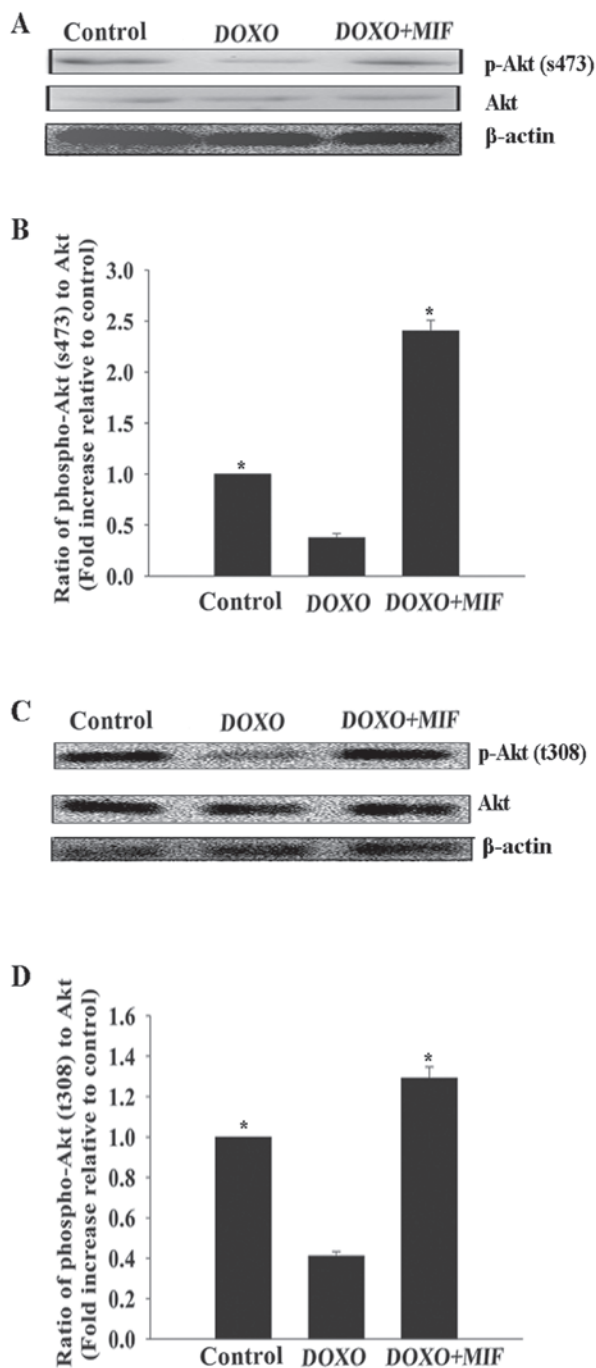 A
Control DOXO DOXO+MIF
p-Akt (s473)
Akt
β-actin
B
Ratio of phospho-Akt (s473) to Akt
(Fold increase relative to control)
3.0
2.5
2.0
1.5
1.0
0.5
0.0
*
*
Control DOXO DOXO+MIF
C
Control DOXO DOXO+MIF
p-Akt (t308)
Akt
β-actin
D
Ratio of phospho-Akt (t308) to Akt
(Fold increase relative to control)
1.6
1.4
1.2
1.0
0.8
0.6
0.4
0.2
0.0
*
*
Control DOXO DOXO+MIF